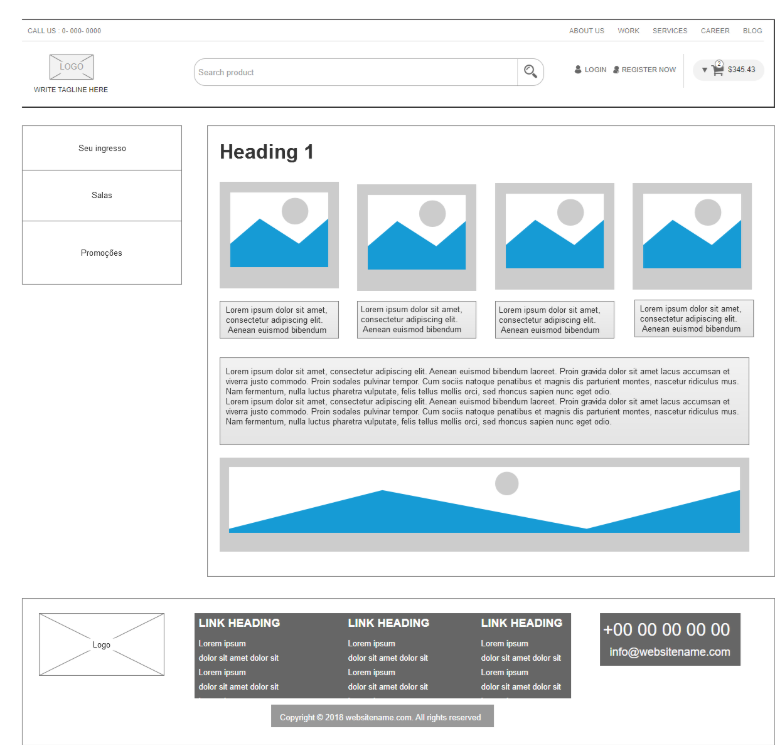 CALL US : 0- 000- 0000
ABOUT US WORK SERVICES CAREER BLOG
LOGO
WRITE TAGLINE HERE
Search product
LOGIN REGISTER NOW
2
$345.43
Seu ingresso
Salas
Promoções
Heading 1
Lorem ipsum dolor sit amet,
consectetur adipiscing elit.
Aenean euismod bibendum
Lorem ipsum dolor sit amet,
consectetur adipiscing elit.
Aenean euismod bibendum
Lorem ipsum dolor sit amet,
consectetur adipiscing elit.
Aenean euismod bibendum
Lorem ipsum dolor sit amet,
consectetur adipiscing elit.
Aenean euismod bibendum
Lorem ipsum dolor sit amet, consectetur adipiscing elit. Aenean euismod bibendum laoreet. Proin gravida dolor sit amet lacus accumsan et
viverra justo commodo. Proin sodales pulvinar tempor. Cum sociis natoque penatibus et magnis dis parturient montes, nascetur ridiculus mus.
Nam fermentum, nulla luctus pharetra vulputate, felis tellus mollis orci, sed rhoncus sapien nunc eget odio.
Lorem ipsum dolor sit amet, consectetur adipiscing elit. Aenean euismod bibendum laoreet. Proin gravida dolor sit amet lacus accumsan et
viverra justo commodo. Proin sodales pulvinar tempor. Cum sociis natoque penatibus et magnis dis parturient montes, nascetur ridiculus mus.
Nam fermentum, nulla luctus pharetra vulputate, felis tellus mollis orci, sed rhoncus sapien nunc eget odio.
Logo
LINK HEADING
Lorem ipsum
dolor sit amet dolor sit
Lorem ipsum
dolor sit amet dolor sit
LINK HEADING
Lorem ipsum
dolor sit amet dolor sit
Lorem ipsum
dolor sit amet dolor sit
LINK HEADING
Lorem ipsum
dolor sit amet dolor sit
Lorem ipsum
dolor sit amet dolor sit
+00 00 00 00 00
info@websitename.com
Copyright © 2018 websitename.com. All rights reserved